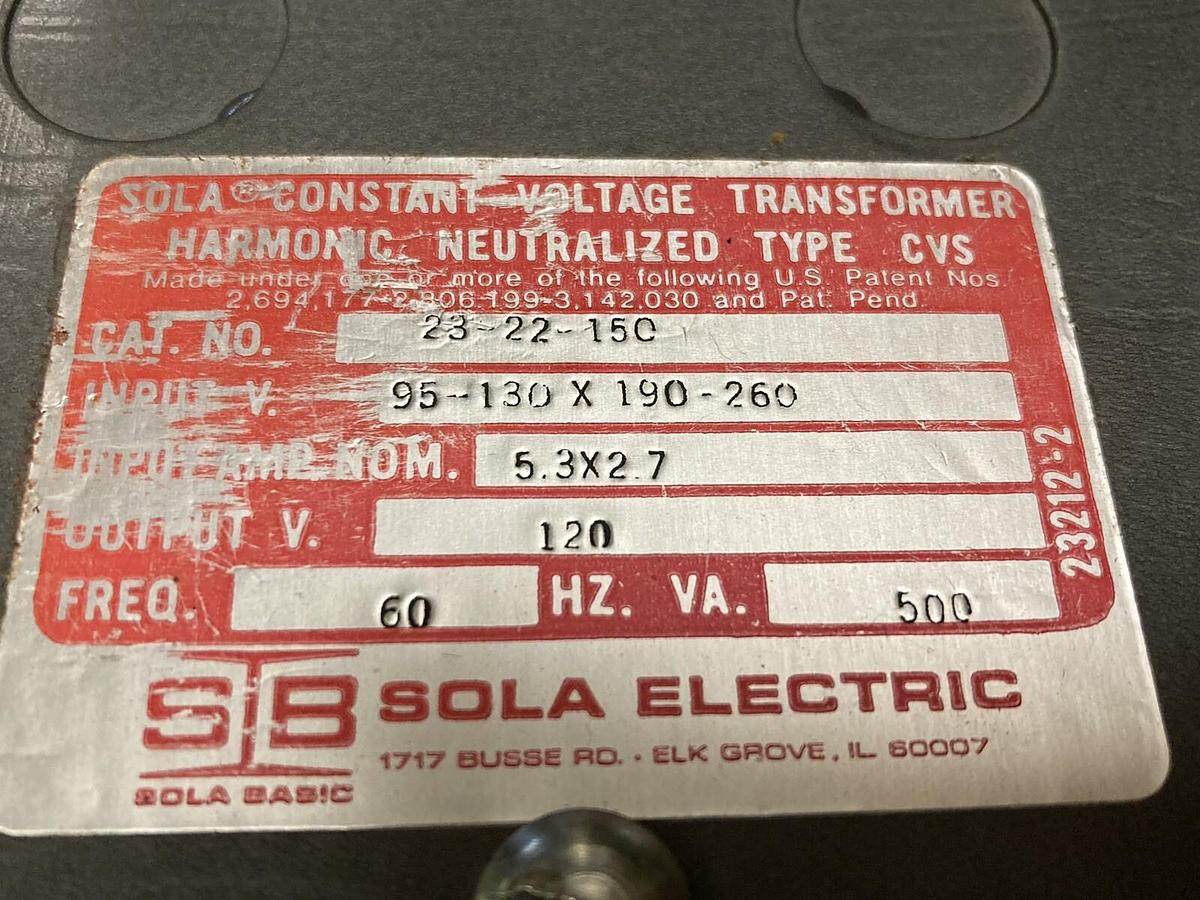 SOLA® CONSTANT VOLTAGE TRANSFORMER
HARMONIC NEUTRALIZED TYPE CVS
Made under one or more of the following U.S. Patent Nos.
2,694,177-2,806,199-3,142,030 and Pat. Pend.
CAT. NO. 23-22-150
INPUT V. 95-130 X 190-260
INPUT AMP. NOM. 5.3X2.7
OUTPUT V. 120
FREQ. 60 HZ. VA. 500
23212-2
SB SOLA ELECTRIC
1717 BUSSE RD. · ELK GROVE, IL 60007
SOLA BASIC